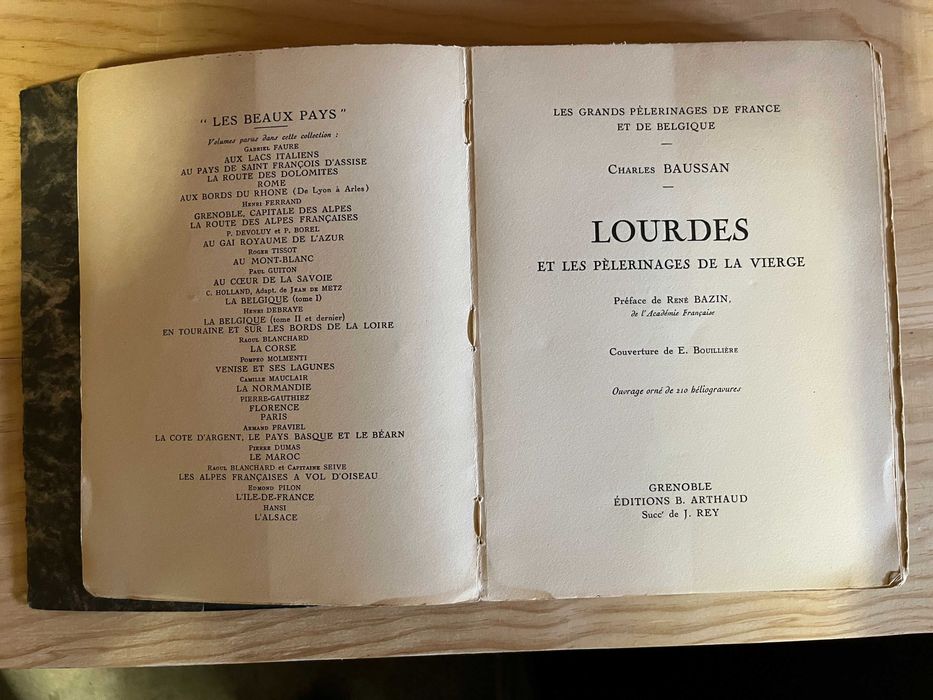 " LES BEAUX PAYS "
Volumes parus dans cette collection :
GABRIEL FAURE
AUX LACS ITALIENS
AU PAYS DE SAINT FRANÇOIS D'ASSISE
LA ROUTE DES DOLOMITES
ROME
AUX BORDS DU RHONE (De Lyon à Arles)
HENRI FERRAND
GRENOBLE, CAPITALE DES ALPES
LA ROUTE DES ALPES FRANÇAISES
P. DEVOLUY et P. BOREL
AU GAI ROYAUME DE L'AZUR
ROGER TISSOT
AU MONT-BLANC
PAUL GUITON
AU CŒUR DE LA SAVOIE
C. HOLLAND, Adapt. de JEAN DE METZ
LA BELGIQUE (tome I)
HENRI DEBRAYE
LA BELGIQUE (tome II et dernier)
EN TOURAINE ET SUR LES BORDS DE LA LOIRE
RAOUL BLANCHARD
LA CORSE
POMPEO MOLMENTI
VENISE ET SES LAGUNES
CAMILLE MAUCLAIR
LA NORMANDIE
PIERRE-GAUTHIEZ
FLORENCE
PARIS
ARMAND PRAVIEL
LA COTE D'ARGENT, LE PAYS BASQUE ET LE BÉARN
PIERRE DUMAS
LE MAROC
RAOUL BLANCHARD et CAPITAINE SEIVE
LES ALPES FRANÇAISES A VOL D'OISEAU
EDMOND PILON
L'ILE-DE-FRANCE
HANSI
L'ALSACE
LES GRANDS PÈLERINAGES DE FRANCE
ET DE BELGIQUE
CHARLES BAUSSAN
LOURDES
ET LES PÈLERINAGES DE LA VIERGE
Préface de RENÉ BAZIN,
de l'Académie Française
Couverture de E. BOUILLIÈRE
Ouvrage orné de 210 héliogravures
GRENOBLE
ÉDITIONS B. ARTHAUD
Succr de J. REY